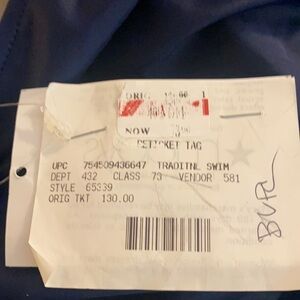 ORIG.
NOW
RETICKET TAG
UPC 754509436647 TRADITNL SWIM
DEPT 432 CLASS 73 VENDOR 581
STYLE 65339
ORIG TKT 130.00